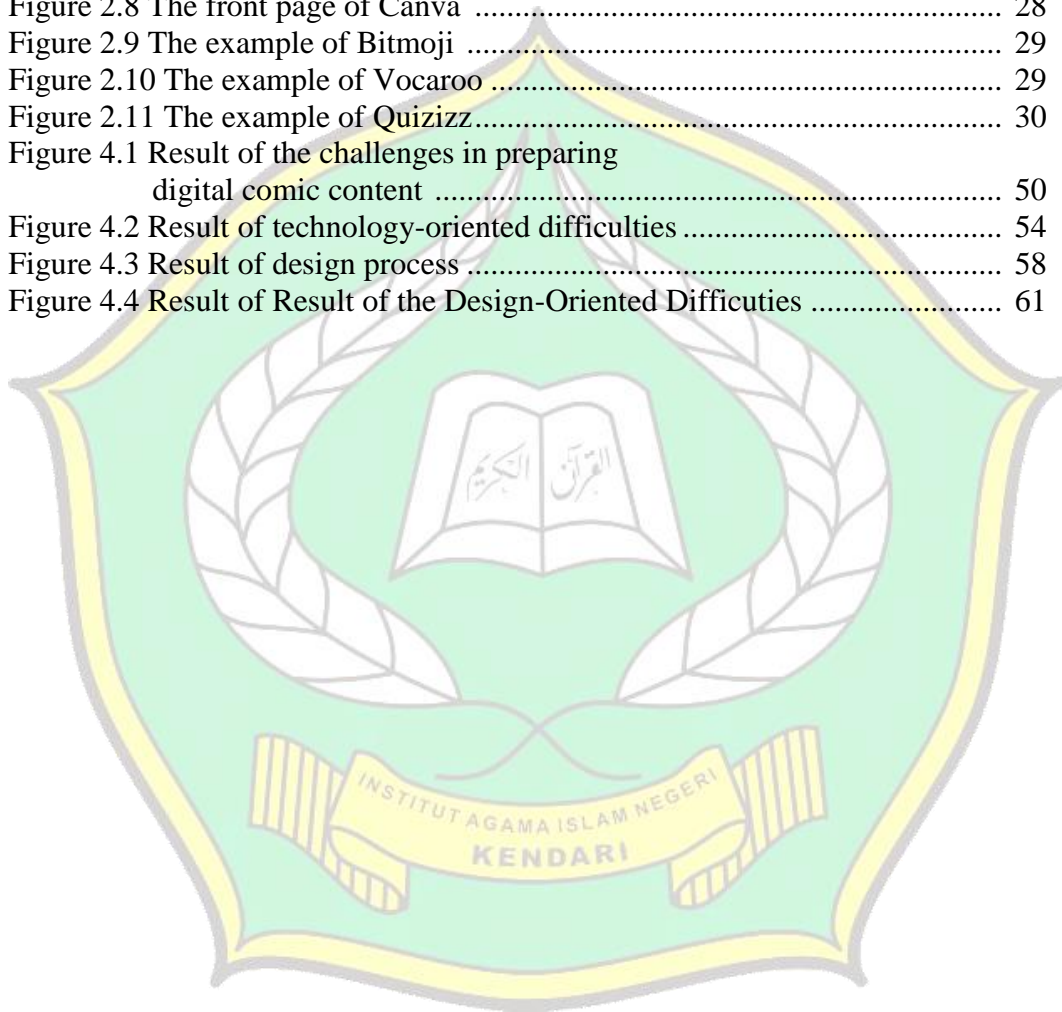 Figure 2.8 The front page of Canva ................................................................ 28
Figure 2.9 The example of Bitmoji ................................................................. 29
Figure 2.10 The example of Vocaroo .............................................................. 29
Figure 2.11 The example of Quizizz................................................................ 30
Figure 4.1 Result of the challenges in preparing
digital comic content ..................................................................... 50
Figure 4.2 Result of technology-oriented difficulties ....................................... 54
Figure 4.3 Result of design process ................................................................. 58
Figure 4.4 Result of Result of the Design-Oriented Difficuties ....................... 61
القرآن الكريم
INSTITUT AGAMA ISLAM NEGERI
KENDARI